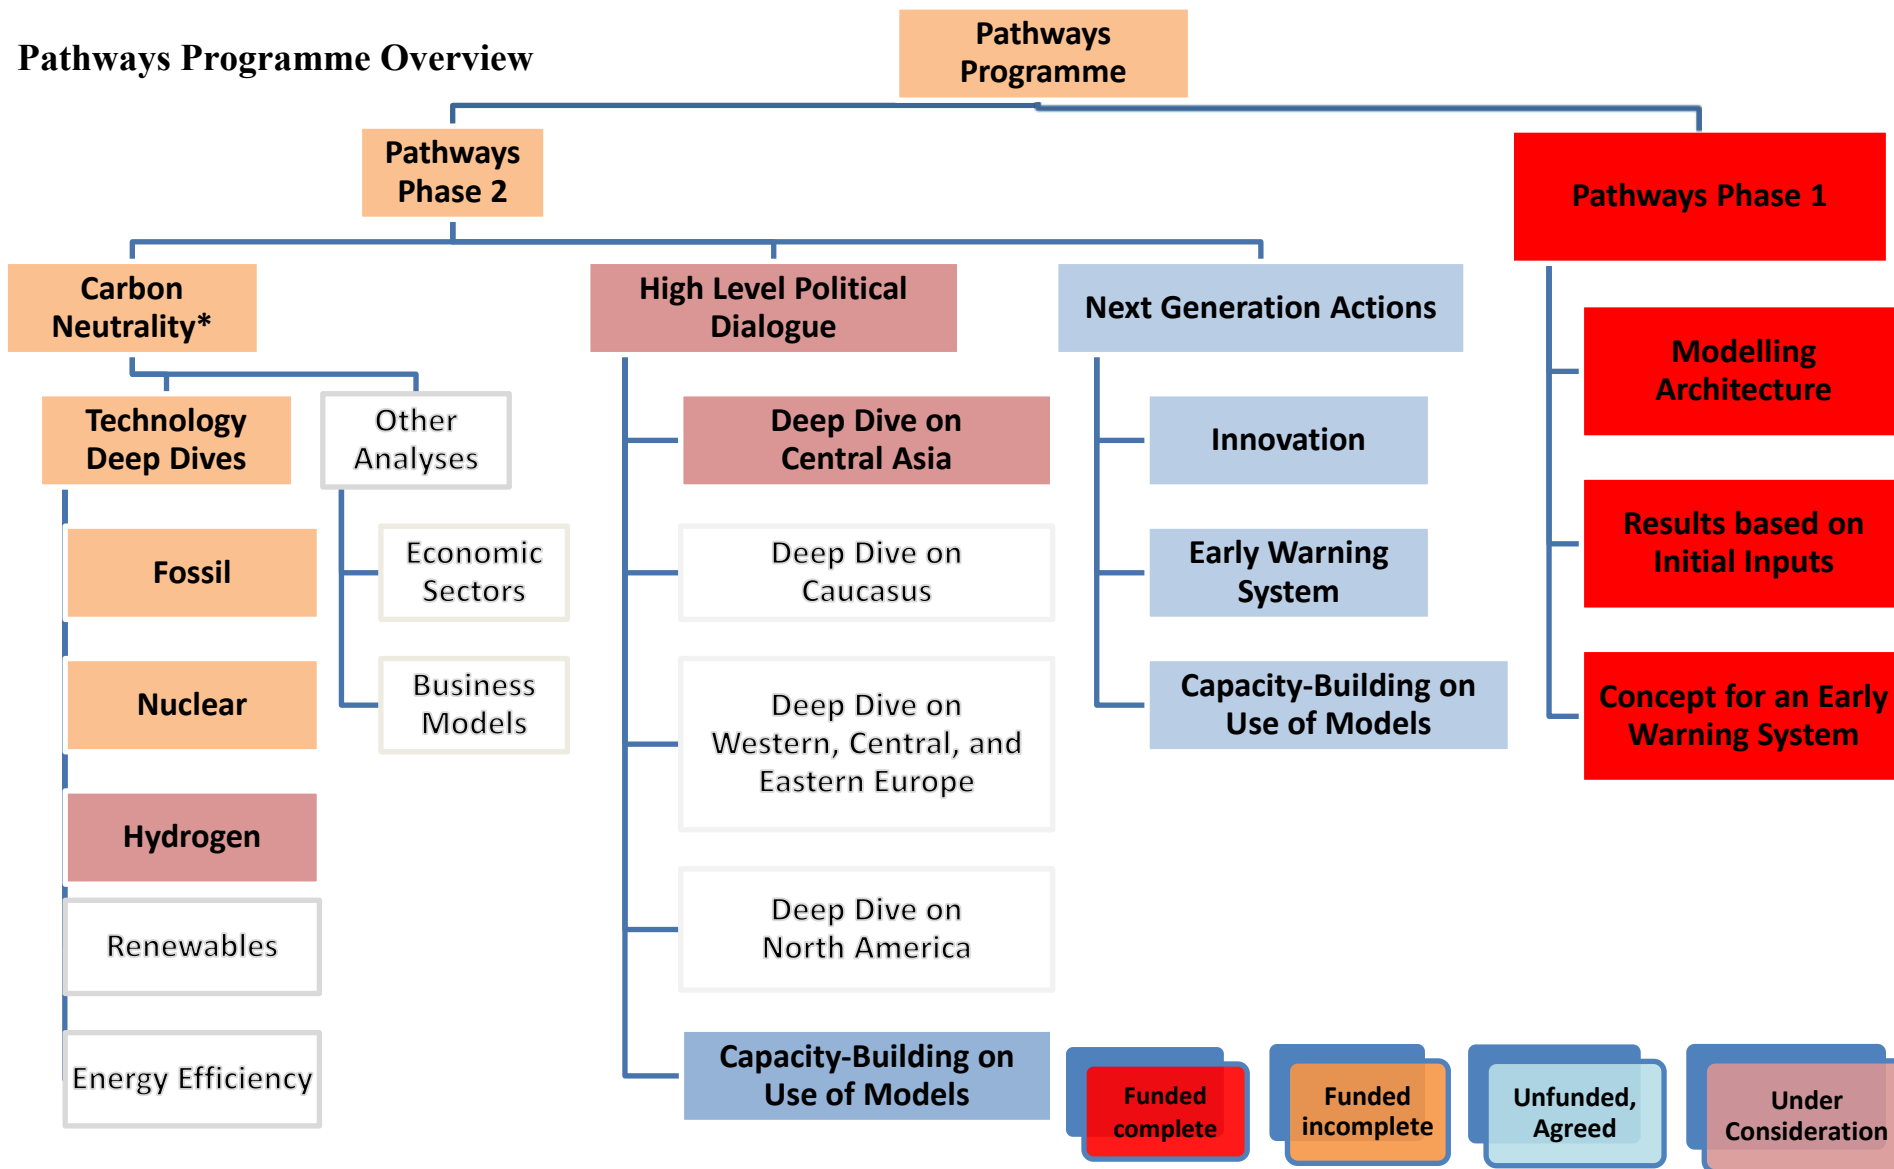 Pathways Programme Overview
Pathways
Programme
Pathways
Phase 2
Pathways Phase 1
Carbon
Neutrality*
High Level Political
Dialogue
Next Generation Actions
Technology
Deep Dives
Other
Analyses
Fossil
Nuclear
Hydrogen
Renewables
Energy Efficiency
Economic
Sectors
Business
Models
Deep Dive on
Central Asia
Deep Dive on
Caucasus
Deep Dive on
Western, Central, and
Eastern Europe
Deep Dive on
North America
Capacity-Building on
Use of Models
Innovation
Early Warning
System
Capacity-Building on
Use of Models
Modelling
Architecture
Results based on
Initial Inputs
Concept for an Early
Warning System
Funded
complete
Funded
incomplete
Unfunded,
Agreed
Under
Consideration